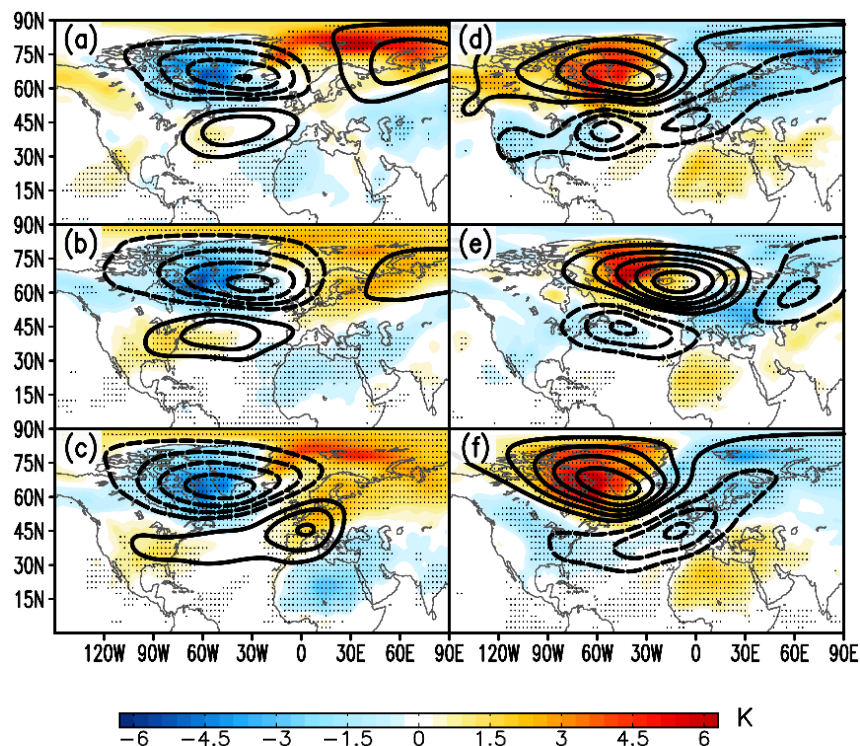 90N (a) (d)
75N
60N
45N
30N
15N
90N (b) (e)
75N
60N
45N
30N
15N
90N (c) (f)
75N
60N
45N
30N
15N
120W 90W 60W 30W 0 30E 60E 90E 120W 90W 60W 30W 0 30E 60E 90E
-6 -4.5 -3 -1.5 0 1.5 3 4.5 6 K